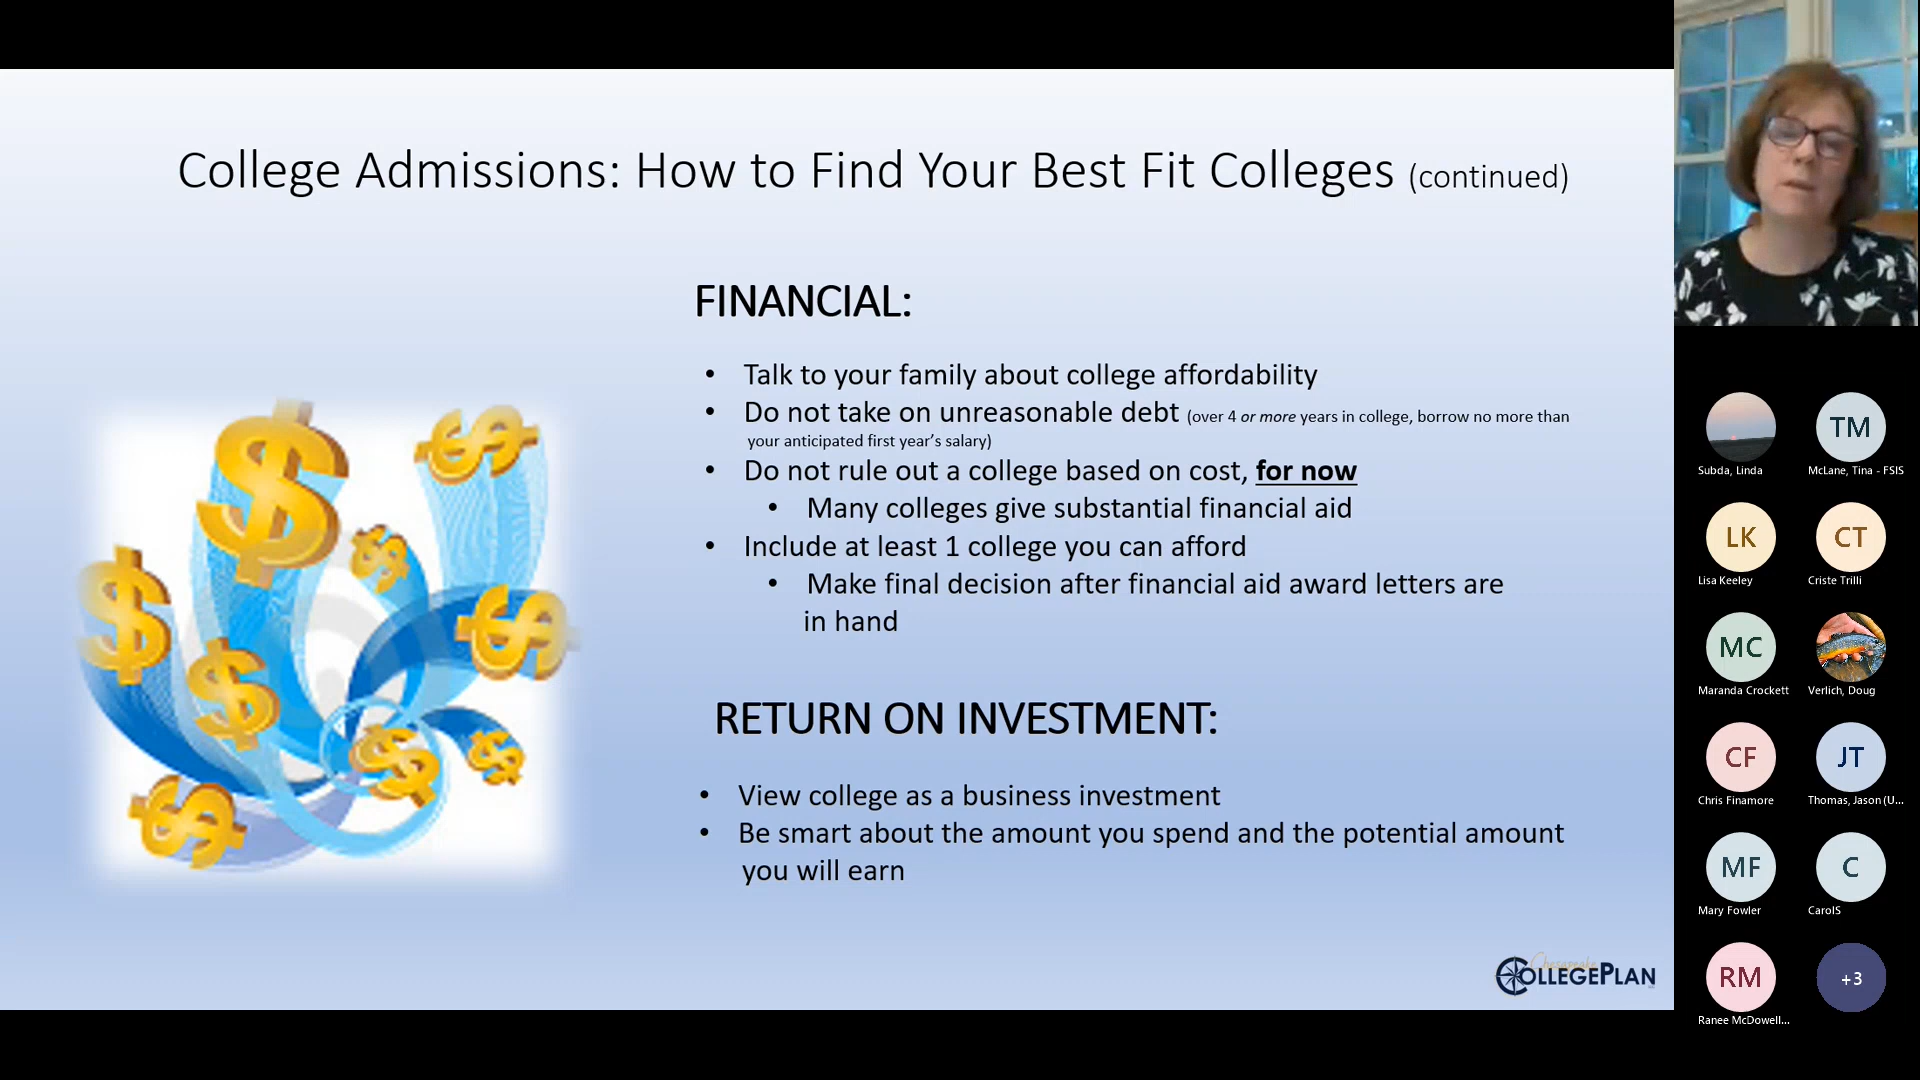 College Admissions: How to Find Your Best Fit Colleges (continued)
FINANCIAL:
• Talk to your family about college affordability
• Do not take on unreasonable debt (over 4 or more years in college, borrow no more than
your anticipated first year's salary)
• Do not rule out a college based on cost, for now
• Many colleges give substantial financial aid
• Include at least 1 college you can afford
• Make final decision after financial aid award letters are
in hand
RETURN ON INVESTMENT:
• View college as a business investment
• Be smart about the amount you spend and the potential amount
you will earn
Chesapeake
COLLEGEPLAN
Subda, Linda
TM
McLane, Tina - FSIS
LK
Lisa Keeley
CT
Criste Trilli
MC
Maranda Crockett
Verlich, Doug
CF
Chris Finamore
JT
Thomas, Jason (U...
MF
Mary Fowler
C
CarolS
RM
Ranee McDowell...
+3